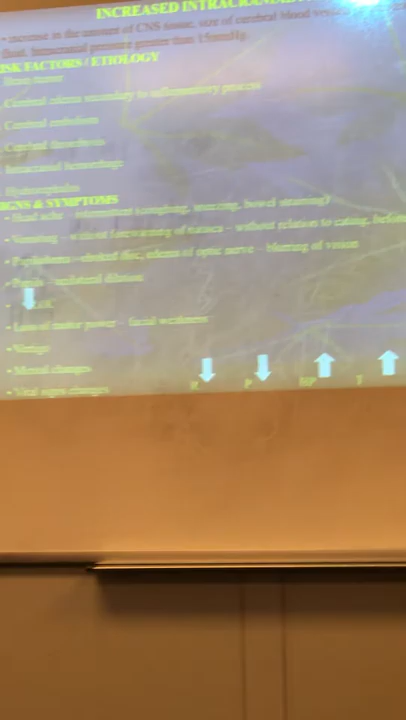 INCREASED INTRACRANIAL
• increase in the amount of CNS tissue, size of cerebral blood
fluid. Intracranial pressure greater than 15mmHg.
RISK FACTORS / ETIOLOGY
Brain tumor
Cerebral edema secondary to inflammatory process
Cerebral embolism
Cerebral thrombosis
Intracranial hemorrhage
Hydrocephalus
SIGNS & SYMPTOMS
• Head ache – intermittent (coughing, sneezing, bowel straining)
• Vomiting – without forewarning of nausea – without relation to eating, before
• Papilledema – choked disc, edema of optic nerve – blurring of vision
• Pupils – unilateral dilation
• Loss of motor power – facial weakness
• Vertigo
• Mental changes
• Vital signs changes R P BP T